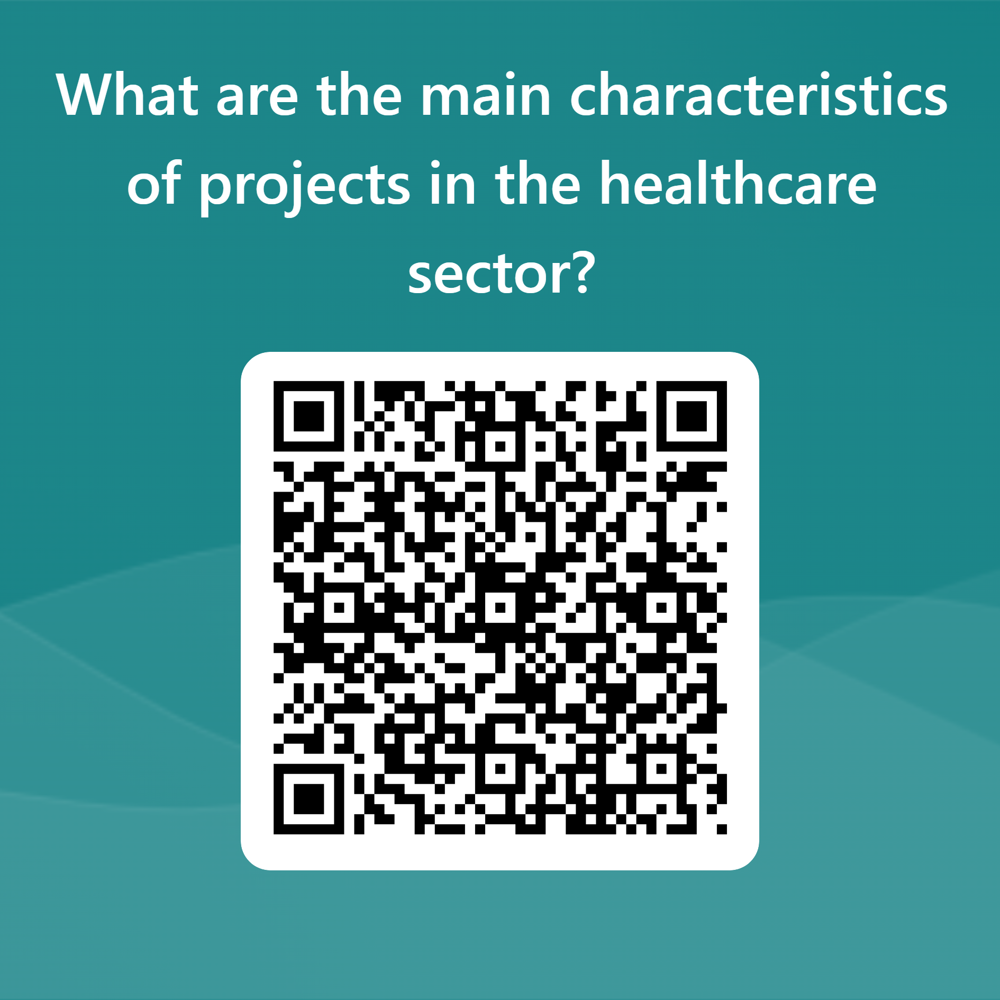 What are the main characteristics
of projects in the healthcare
sector?